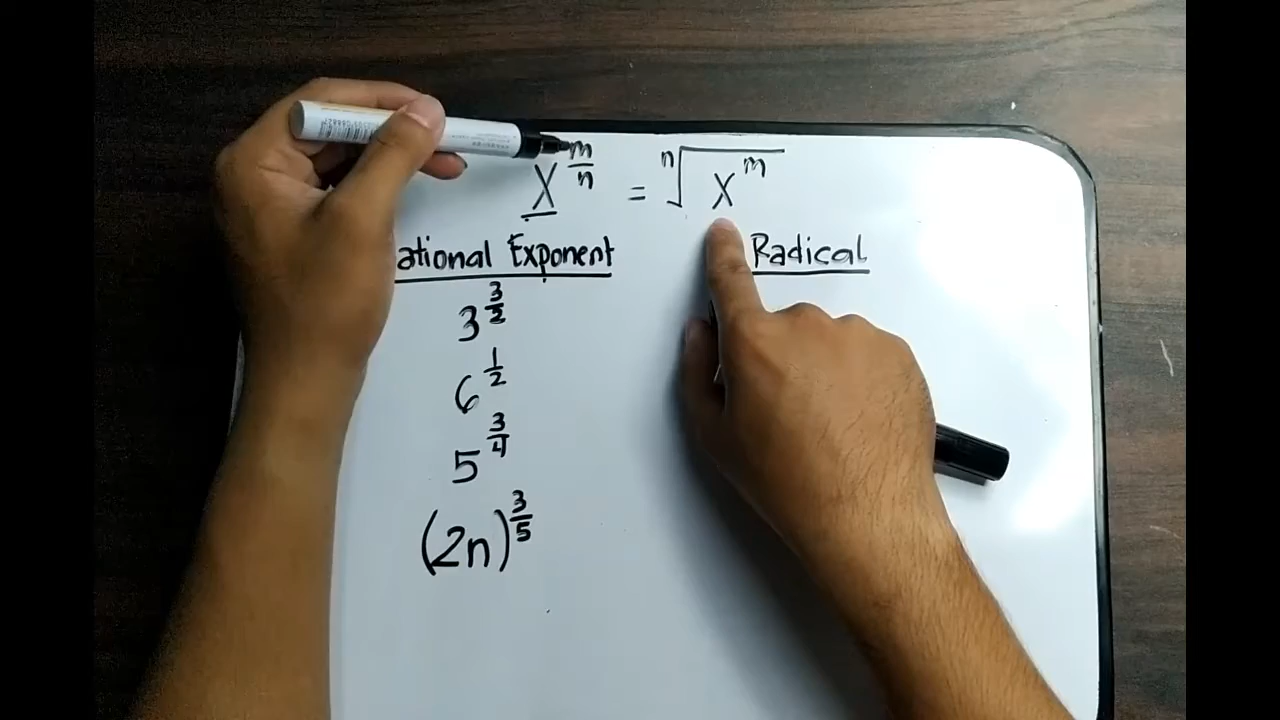 x^(m/n) = ⁿ√(x^m)
ational Exponent Radical
3^(3/2)
6^(1/2)
5^(3/4)
(2n)^(3/5)